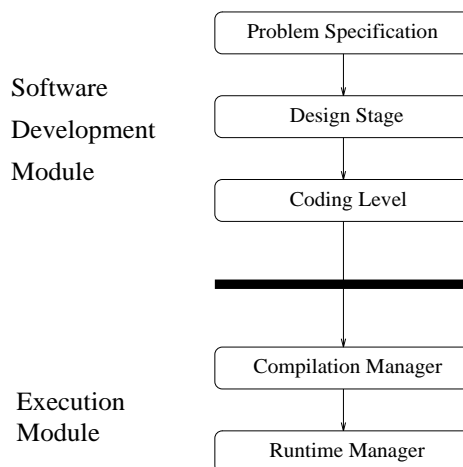 Problem Specification
Software
Development
Module
Design Stage
Coding Level
Compilation Manager
Execution
Module
Runtime Manager